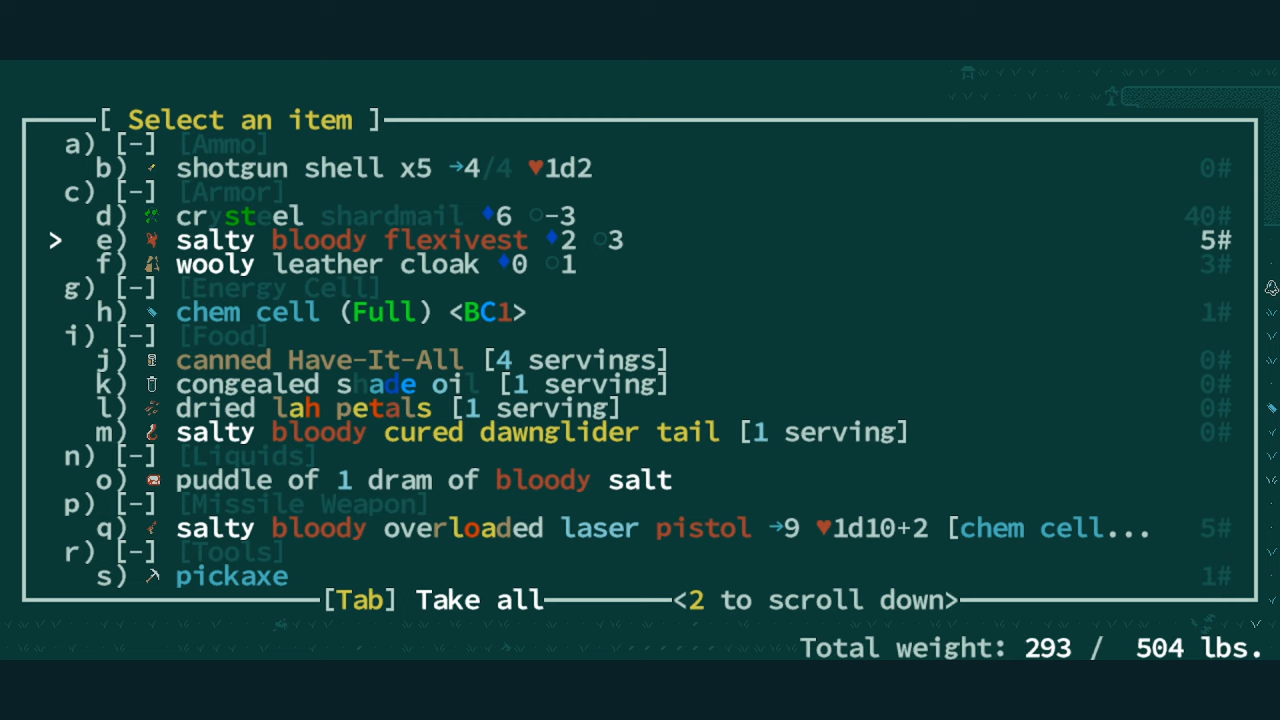 [ Select an item ]
a) [-] [Ammo]
b) shotgun shell x5 →4/4 ♥1d2 0#
c) [-] [Armor]
d) crysteel shardmail ♦6 ○-3 40#
> e) salty bloody flexivest ♦2 ○3 5#
f) wooly leather cloak ♦0 ○1 3#
g) [-] [Energy Cell]
h) chem cell (Full) <BC1> 1#
i) [-] [Food]
j) canned Have-It-All [4 servings] 0#
k) congealed shade oil [1 serving] 0#
l) dried lah petals [1 serving] 0#
m) salty bloody cured dawnglider tail [1 serving] 0#
n) [-] [Liquids]
o) puddle of 1 dram of bloody salt
p) [-] [Missile Weapon]
q) salty bloody overloaded laser pistol →9 ♥1d10+2 [chem cell... 5#
r) [-] [Tools]
s) pickaxe 1#
[Tab] Take all <2 to scroll down>
Total weight: 293 / 504 lbs.